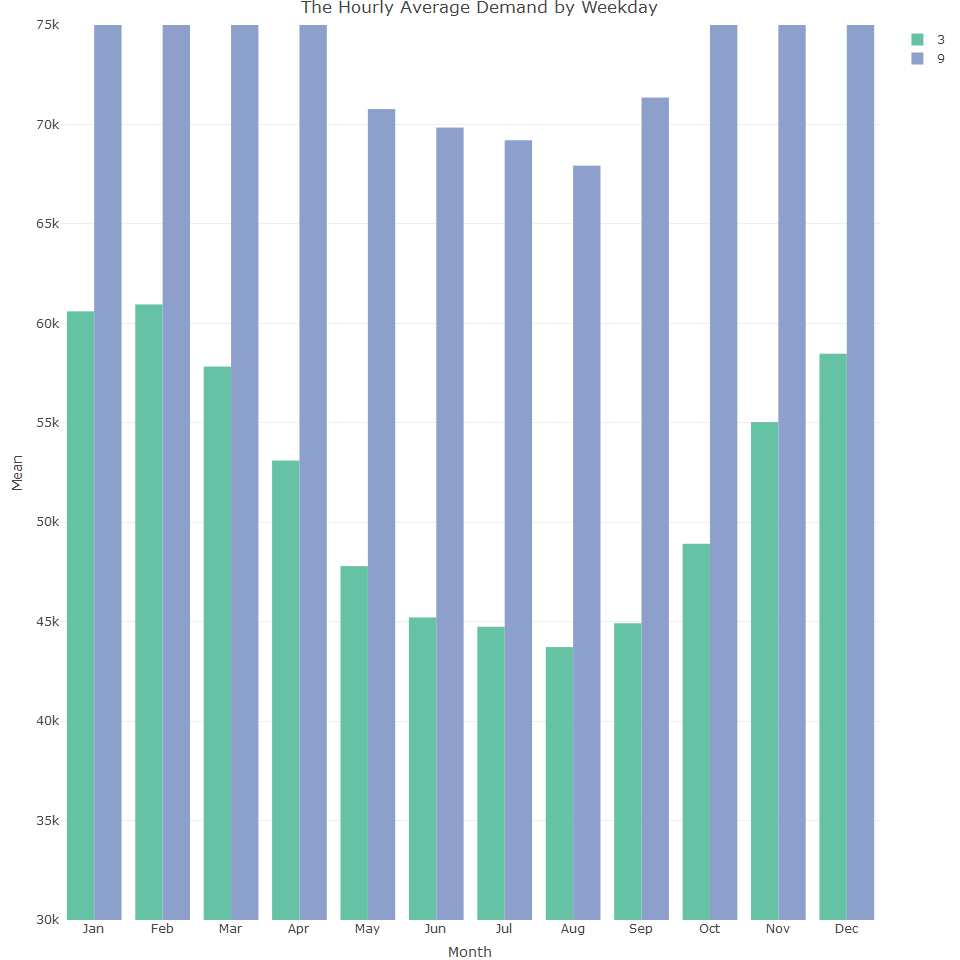 The Hourly Average Demand by Weekday
75k
70k
65k
60k
55k
50k
45k
40k
35k
30k
Mean
Jan Feb Mar Apr May Jun Jul Aug Sep Oct Nov Dec
Month
3
9